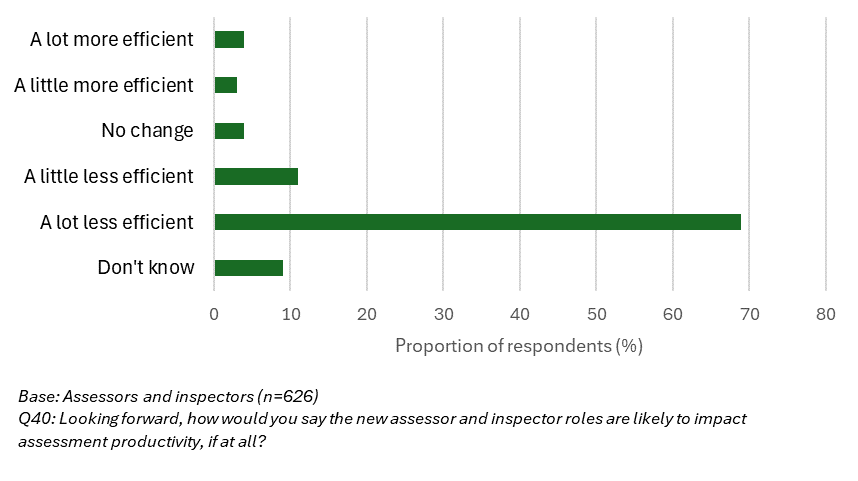 A lot more efficient
A little more efficient
No change
A little less efficient
A lot less efficient
Don't know
0 10 20 30 40 50 60 70 80
Proportion of respondents (%)
Base: Assessors and inspectors (n=626)
Q40: Looking forward, how would you say the new assessor and inspector roles are likely to impact
assessment productivity, if at all?